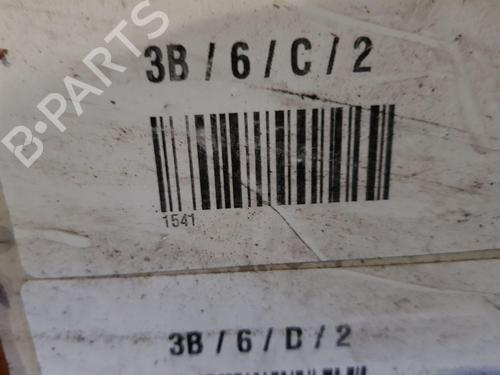 3B / 6 / C / 2
1541
3B / 6 / D / 2
B-PARTS